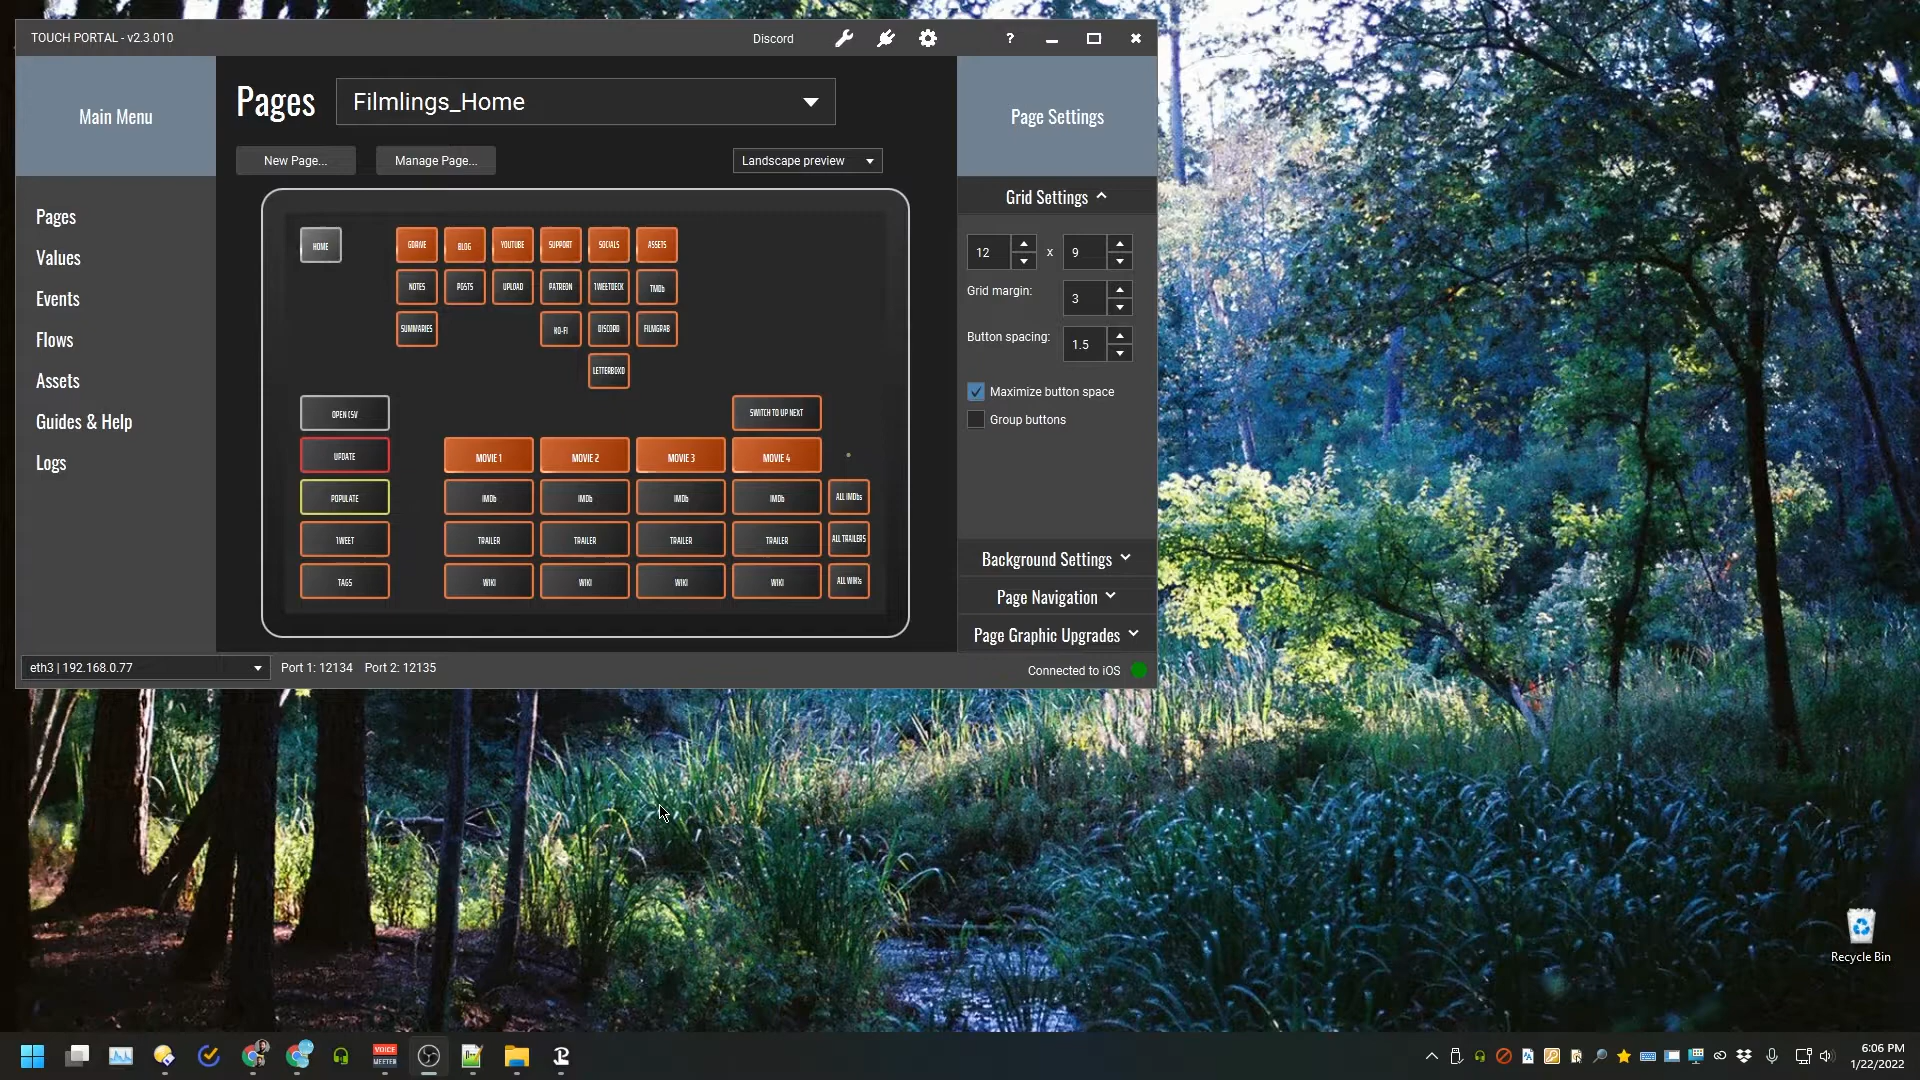 TOUCH PORTAL - v2.3.010
Discord
?
Main Menu
Pages
Filmlings_Home
Page Settings
New Page...
Manage Page...
Landscape preview
Grid Settings
Pages
Values
Events
Flows
Assets
Guides & Help
Logs
HOME
GDRIVE
BLOG
YOUTUBE
SUPPORT
SOCIALS
ASSETS
NOTES
POSTS
UPLOAD
PATREON
TWEETDECK
TMDb
SUMMARIES
KO-FI
DISCORD
FILMGRAB
LETTERBOXD
OPEN CSV
SWITCH TO UP NEXT
UPDATE
MOVIE 1
MOVIE 2
MOVIE 3
MOVIE 4
POPULATE
IMDb
IMDb
IMDb
IMDb
ALL IMDbs
TWEET
TRAILER
TRAILER
TRAILER
TRAILER
ALL TRAILERS
TAGS
WIKI
WIKI
WIKI
WIKI
ALL WIKIs
12 x 9
Grid margin: 3
Button spacing: 1.5
Maximize button space
Group buttons
Background Settings
Page Navigation
Page Graphic Upgrades
eth3 | 192.168.0.77
Port 1: 12134 Port 2: 12135
Connected to iOS
Recycle Bin
VOICE
MEETER
6:06 PM
1/22/2022